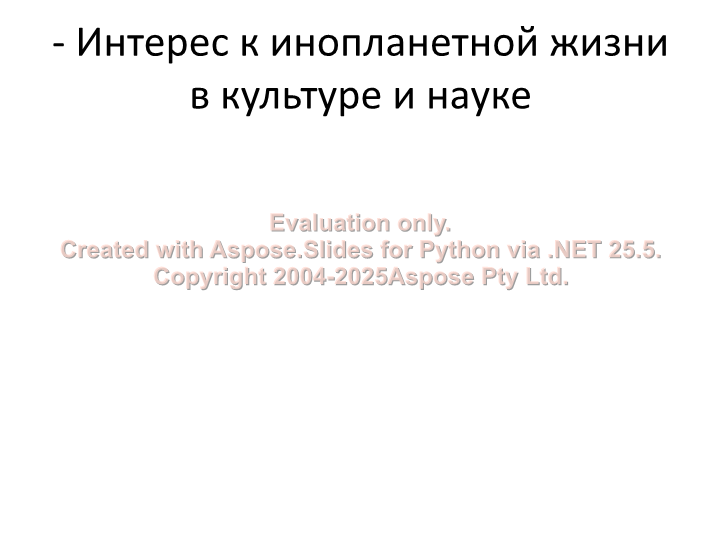 - Интерес к инопланетной жизни
в культуре и науке
Evaluation only.
Created with Aspose.Slides for Python via .NET 25.5.
Copyright 2004-2025Aspose Pty Ltd.